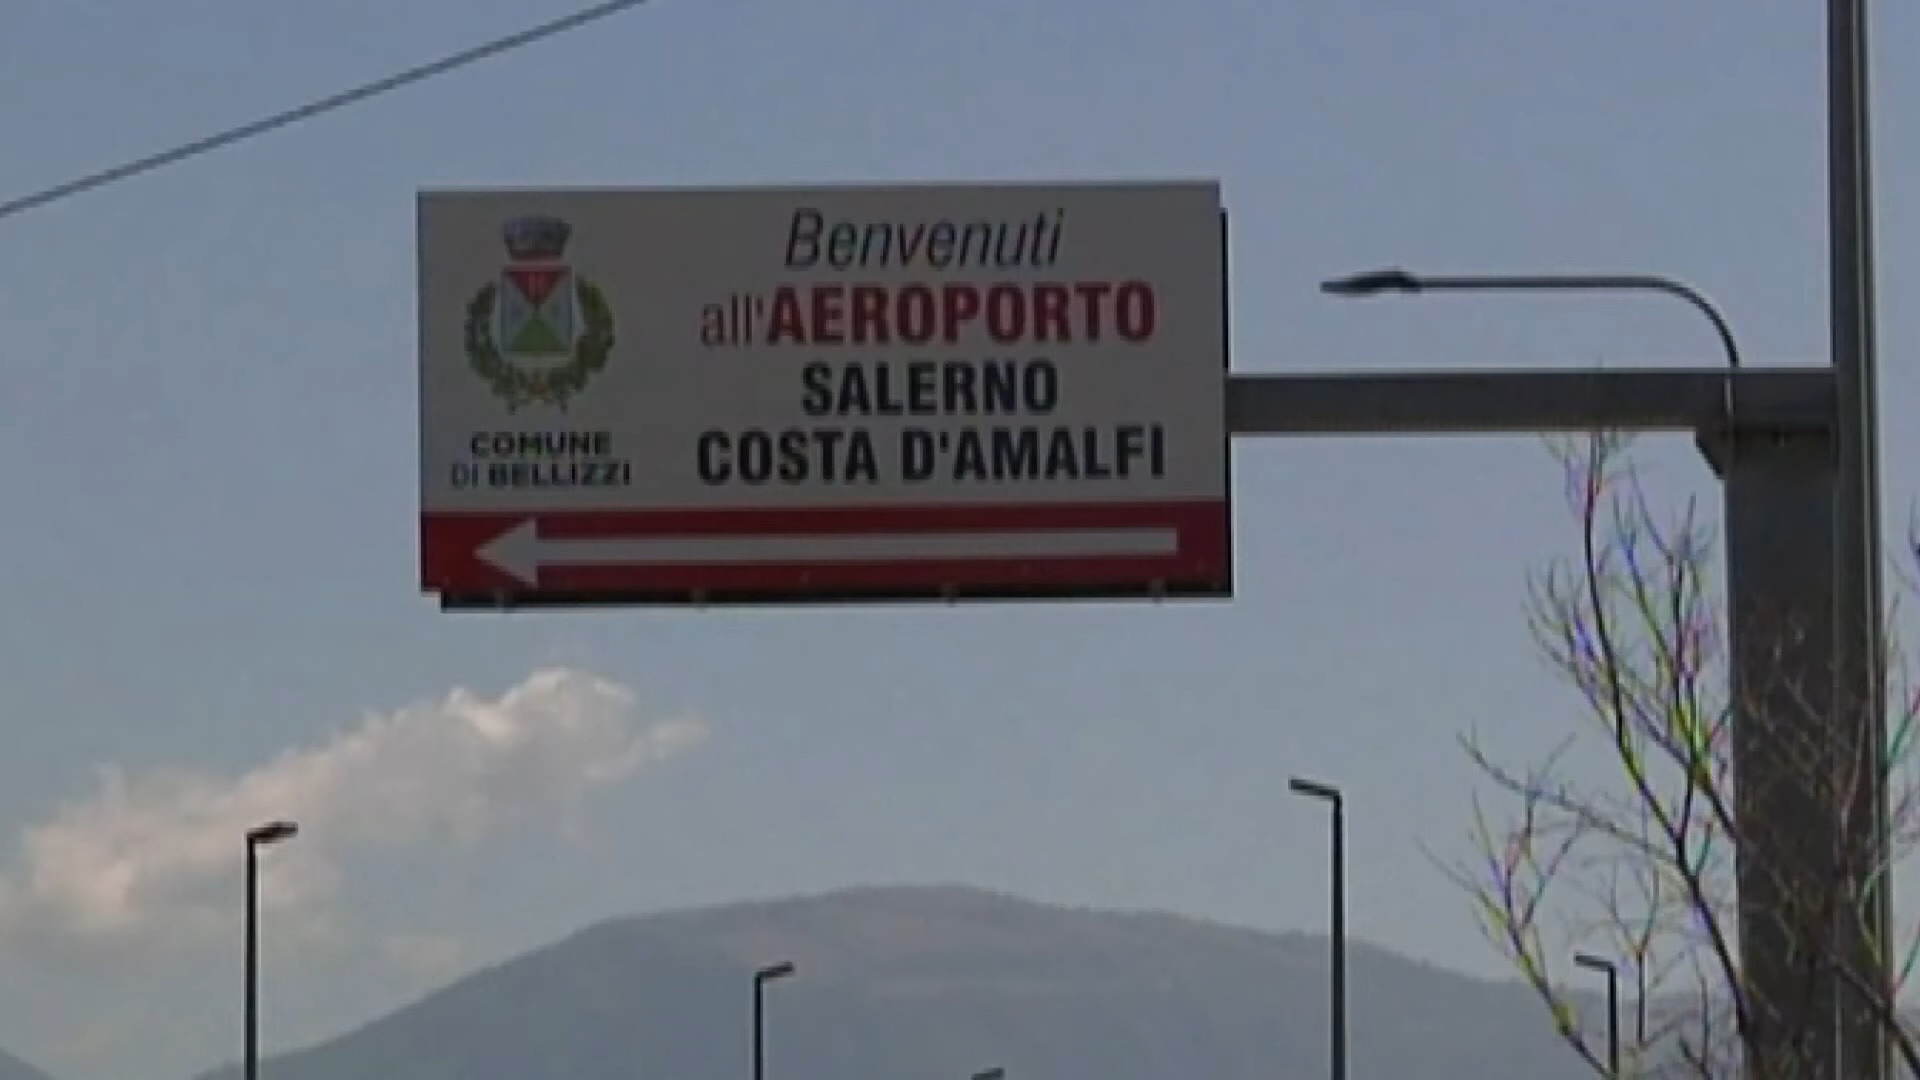 Benvenuti
all'AEROPORTO
SALERNO
COSTA D'AMALFI
COMUNE
DI BELLIZZI